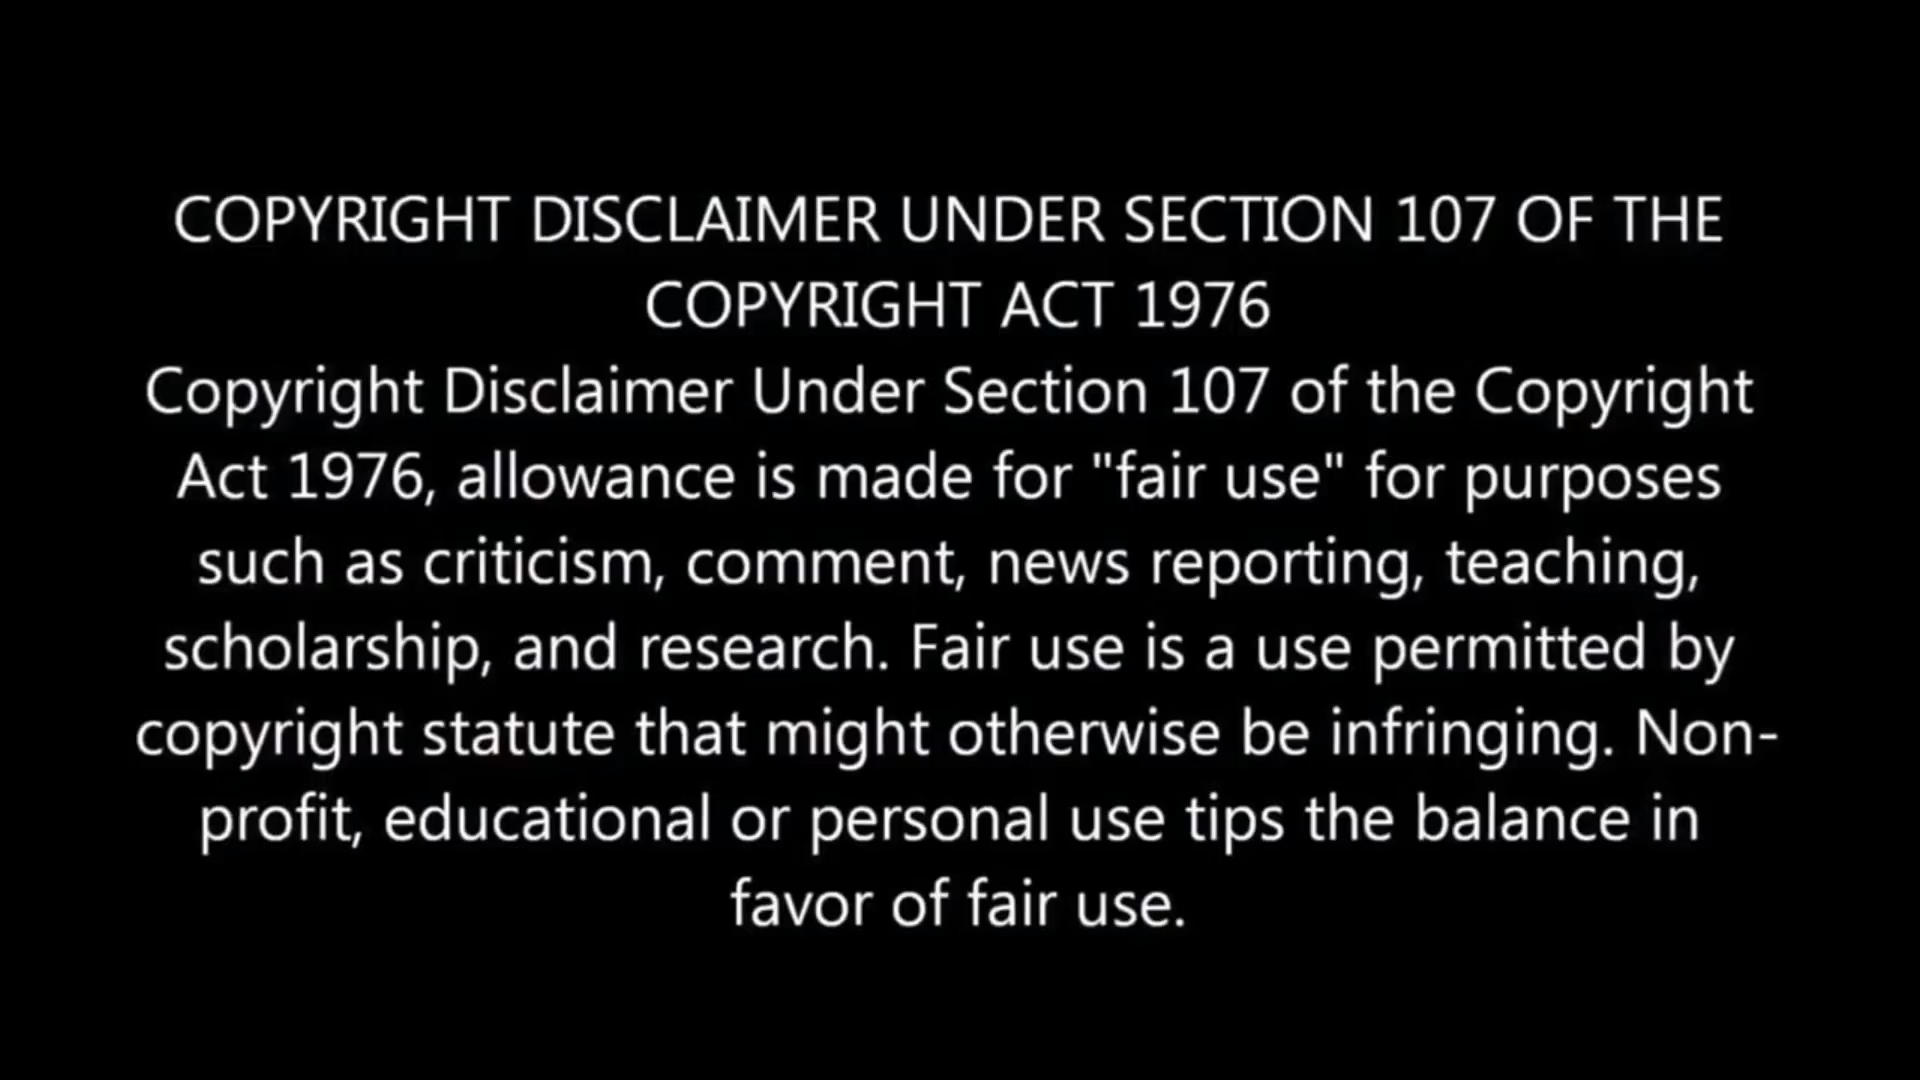 COPYRIGHT DISCLAIMER UNDER SECTION 107 OF THE
COPYRIGHT ACT 1976
Copyright Disclaimer Under Section 107 of the Copyright
Act 1976, allowance is made for "fair use" for purposes
such as criticism, comment, news reporting, teaching,
scholarship, and research. Fair use is a use permitted by
copyright statute that might otherwise be infringing. Non-
profit, educational or personal use tips the balance in
favor of fair use.